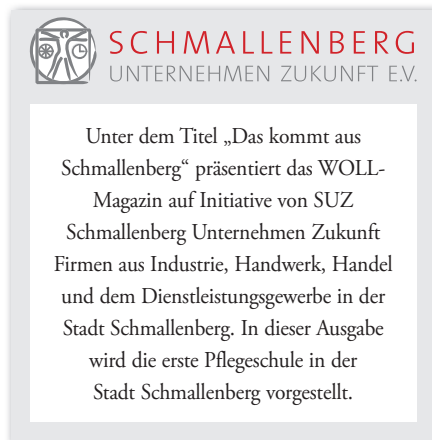 SCHMALLENBERG
UNTERNEHMEN ZUKUNFT E.V.
Unter dem Titel „Das kommt aus
Schmallenberg“ präsentiert das WOLL-
Magazin auf Initiative von SUZ
Schmallenberg Unternehmen Zukunft
Firmen aus Industrie, Handwerk, Handel
und dem Dienstleistungsgewerbe in der
Stadt Schmallenberg. In dieser Ausgabe
wird die erste Pflegeschule in der
Stadt Schmallenberg vorgestellt.